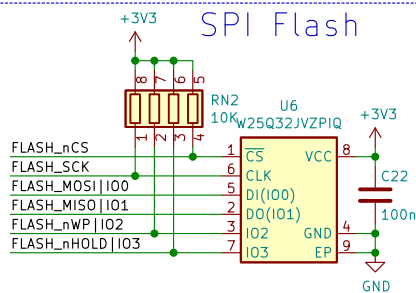 SPI Flash
+3V3
8 7 6 5
RN2
10K
1 2 3 4
U6
W25Q32JVZPIQ
+3V3
FLASH_nCS 1 CS VCC 8
FLASH_SCK 6 CLK
C22
FLASH_MOSI|IO0 5 DI(IO0)
100n
FLASH_MISO|IO1 2 DO(IO1)
FLASH_nWP|IO2 3 IO2 GND 4
FLASH_nHOLD|IO3 7 IO3 EP 9
GND